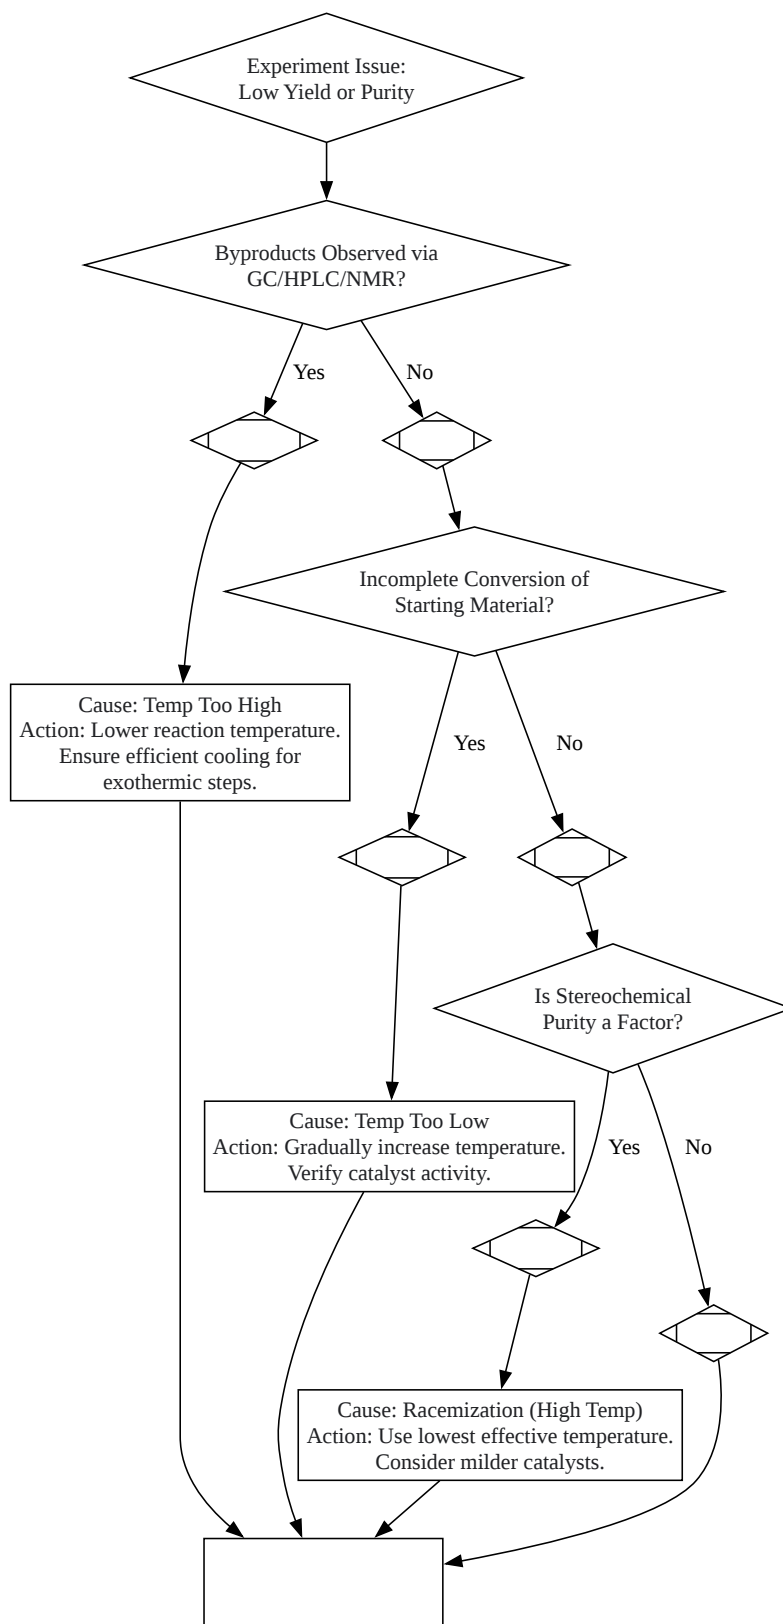 Experiment Issue:
Low Yield or Purity
Byproducts Observed via
GC/HPLC/NMR?
Yes
No
Incomplete Conversion of
Starting Material?
Cause: Temp Too High
Action: Lower reaction temperature.
Ensure efficient cooling for
exothermic steps.
Yes
No
Is Stereochemical
Purity a Factor?
Cause: Temp Too Low
Action: Gradually increase temperature.
Verify catalyst activity.
Yes
No
Cause: Racemization (High Temp)
Action: Use lowest effective temperature.
Consider milder catalysts.